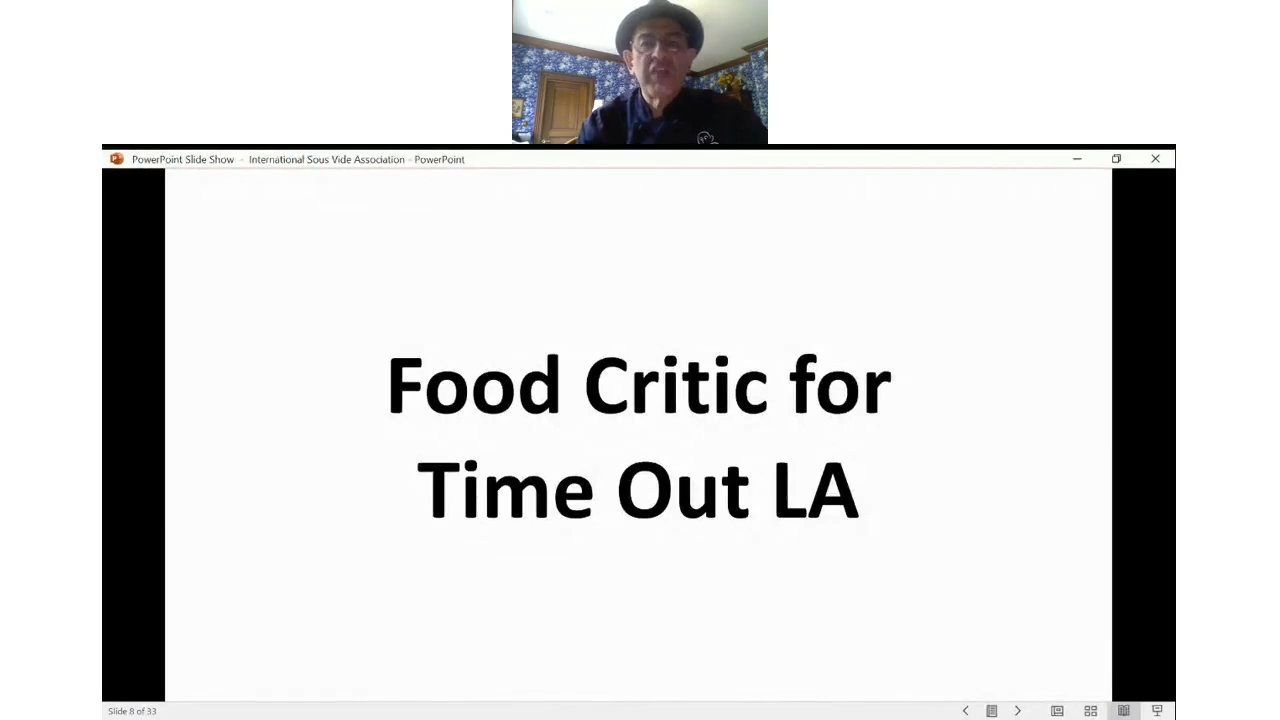 PowerPoint Slide Show - International Sous Vide Association - PowerPoint
Food Critic for
Time Out LA
Slide 8 of 33